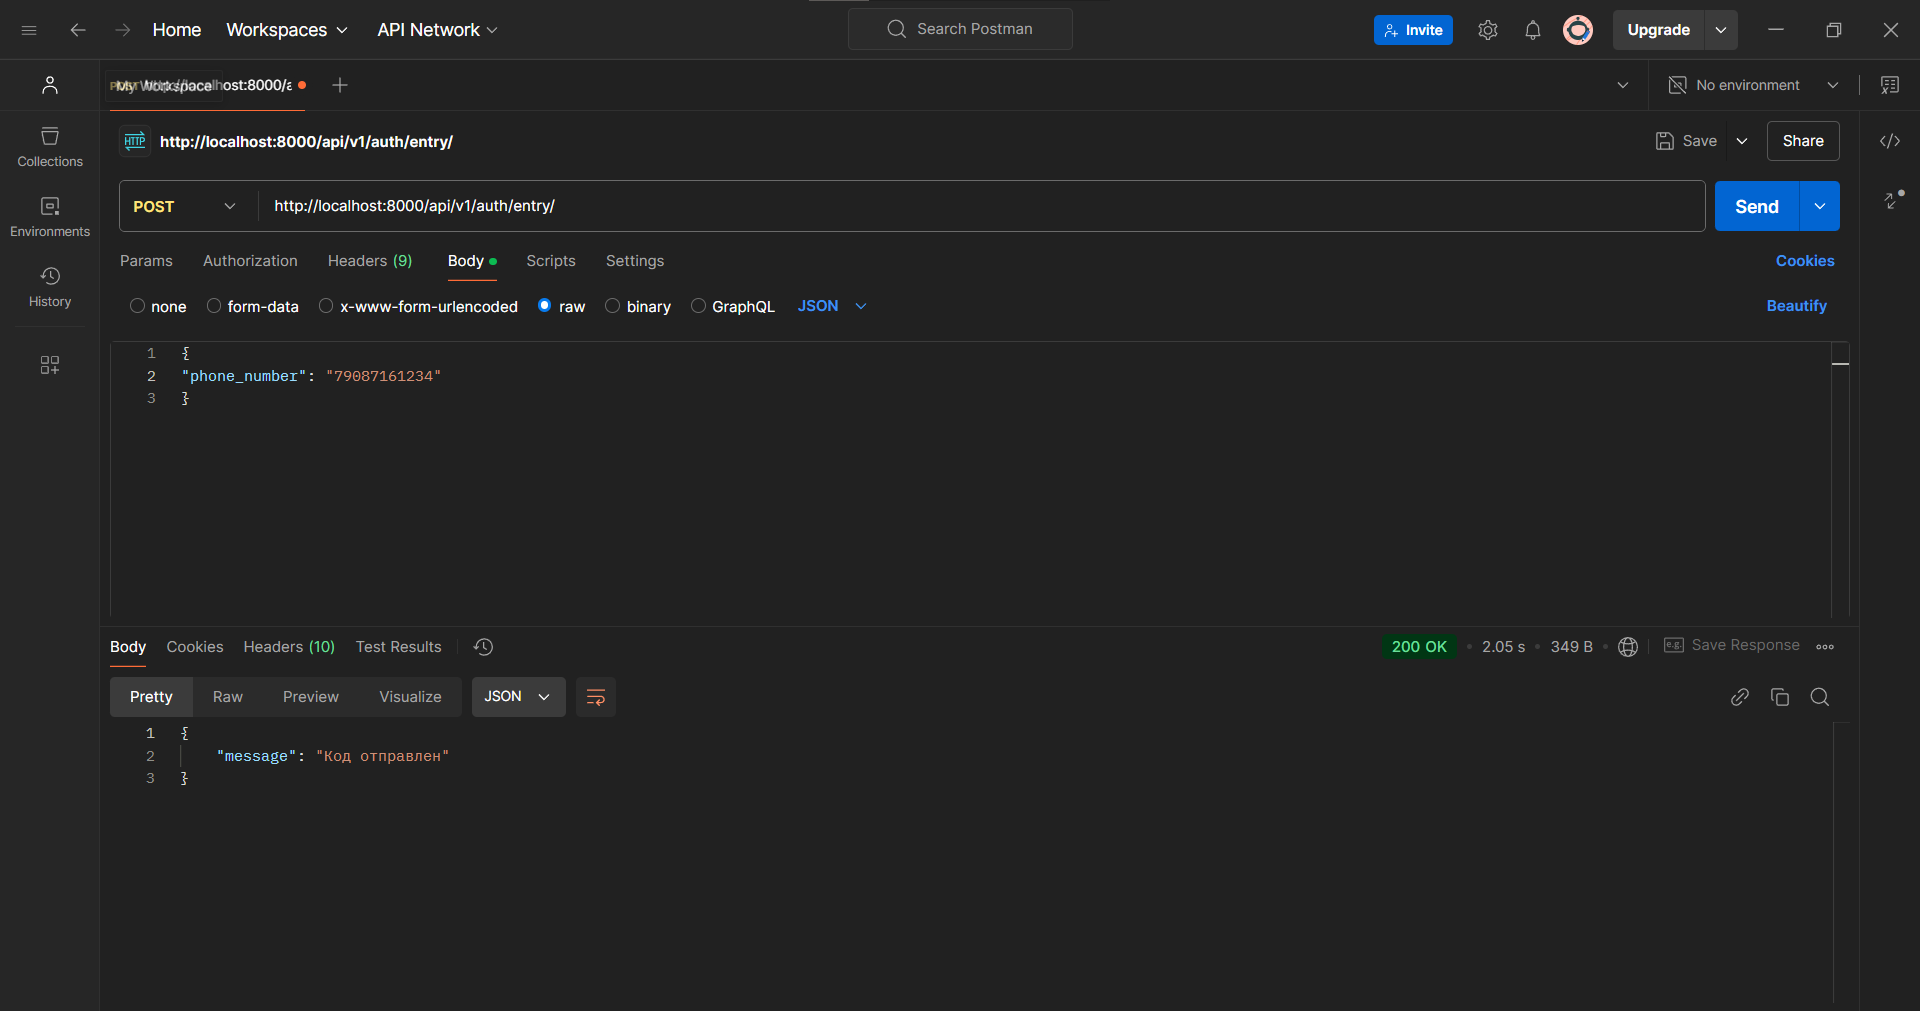 Home Workspaces API Network Search Postman Invite Upgrade
My Workspace
POST http://localhost:8000/a No environment
Collections
Environments
History
HTTP http://localhost:8000/api/v1/auth/entry/ Save Share
POST http://localhost:8000/api/v1/auth/entry/ Send
Params Authorization Headers (9) Body Scripts Settings Cookies
none form-data x-www-form-urlencoded raw binary GraphQL JSON Beautify
1 {
2 "phone_number": "79087161234"
3 }
Body Cookies Headers (10) Test Results 200 OK • 2.05 s • 349 B • e.g. Save Response
Pretty Raw Preview Visualize JSON
1 {
2 "message": "Код отправлен"
3 }